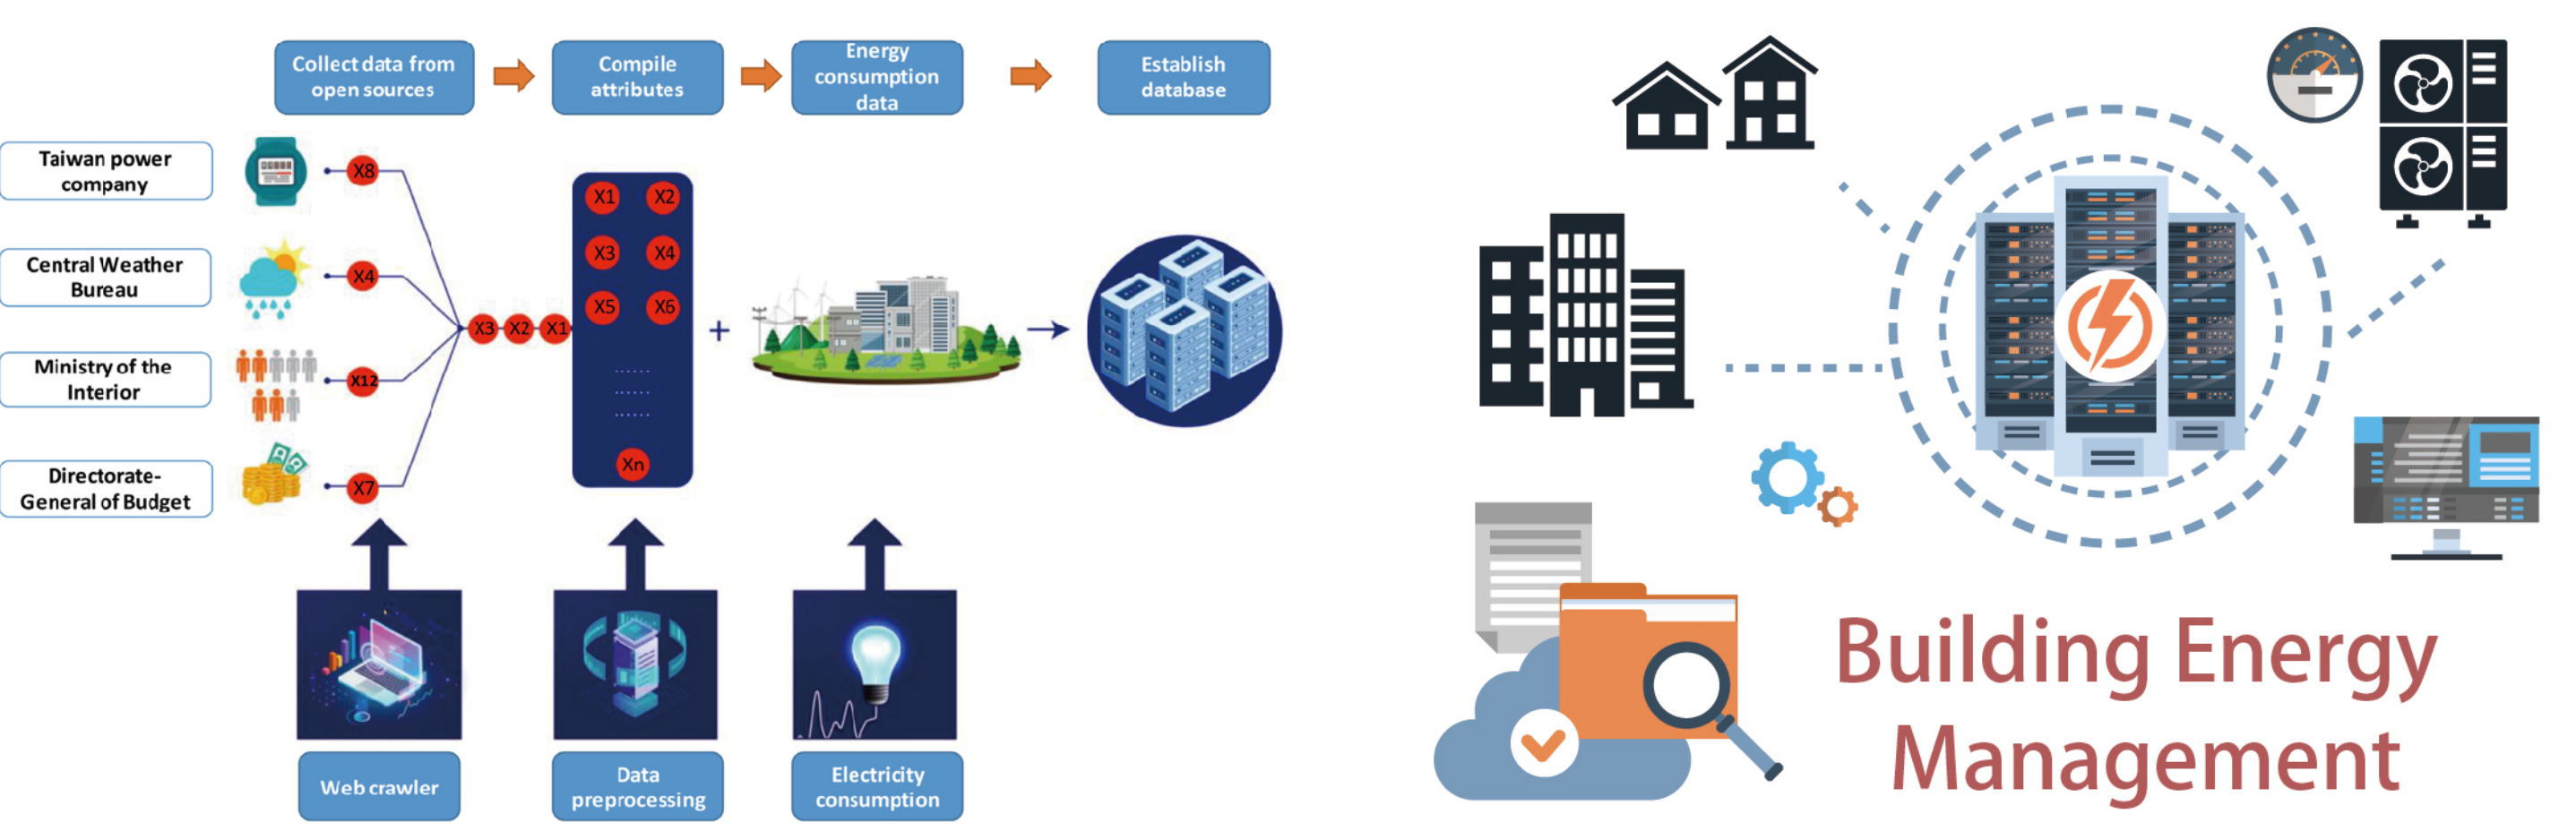 Collect data from
open sources
Compile
attributes
Energy
consumption
data
Establish
database
Taiwan power
company
X8
Central Weather
Bureau
X4
Ministry of the
Interior
X12
Directorate-
General of Budget
X7
X3 X2 X1
X1 X2
X3 X4
X5 X6
......
......
......
Xn
+
Web crawler
Data
preprocessing
Electricity
consumption
Building Energy
Management